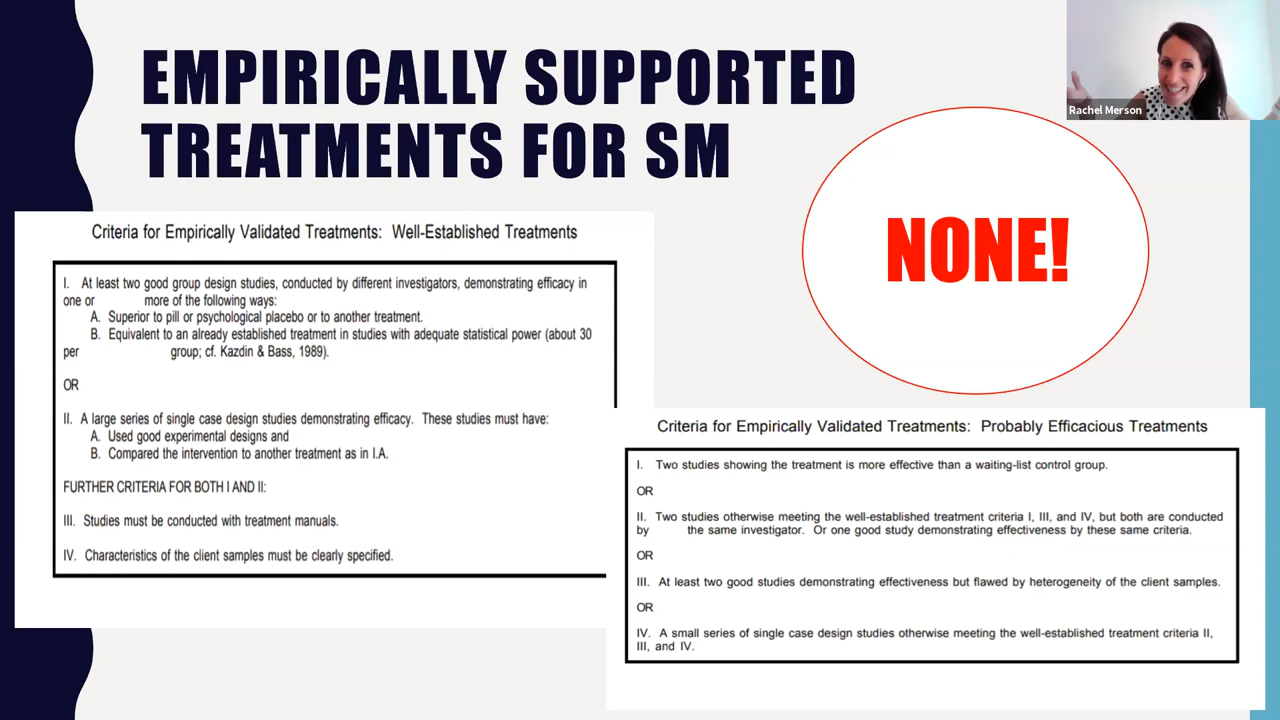 EMPIRICALLY SUPPORTED
TREATMENTS FOR SM
Rachel Merson
NONE!
Criteria for Empirically Validated Treatments: Well-Established Treatments
I. At least two good group design studies, conducted by different investigators, demonstrating efficacy in
one or more of the following ways:
A. Superior to pill or psychological placebo or to another treatment.
B. Equivalent to an already established treatment in studies with adequate statistical power (about 30
per group; cf. Kazdin & Bass, 1989).
OR
II. A large series of single case design studies demonstrating efficacy. These studies must have:
A. Used good experimental designs and
B. Compared the intervention to another treatment as in I.A.
FURTHER CRITERIA FOR BOTH I AND II:
III. Studies must be conducted with treatment manuals.
IV. Characteristics of the client samples must be clearly specified.
Criteria for Empirically Validated Treatments: Probably Efficacious Treatments
I. Two studies showing the treatment is more effective than a waiting-list control group.
OR
II. Two studies otherwise meeting the well-established treatment criteria I, III, and IV, but both are conducted
by the same investigator. Or one good study demonstrating effectiveness by these same criteria.
OR
III. At least two good studies demonstrating effectiveness but flawed by heterogeneity of the client samples.
OR
IV. A small series of single case design studies otherwise meeting the well-established treatment criteria II,
III, and IV.